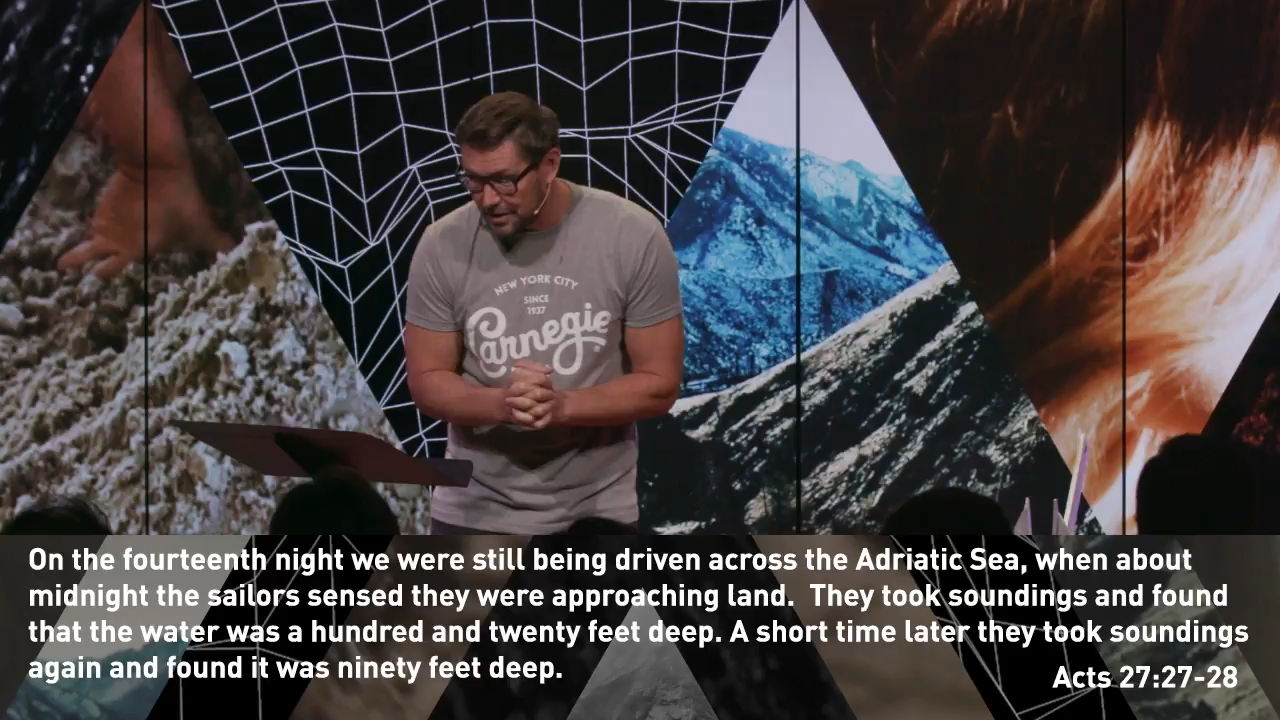 NEW YORK CITY
SINCE
1937
Carnegie
On the fourteenth night we were still being driven across the Adriatic Sea, when about
midnight the sailors sensed they were approaching land.  They took soundings and found
that the water was a hundred and twenty feet deep. A short time later they took soundings
again and found it was ninety feet deep.
Acts 27:27-28